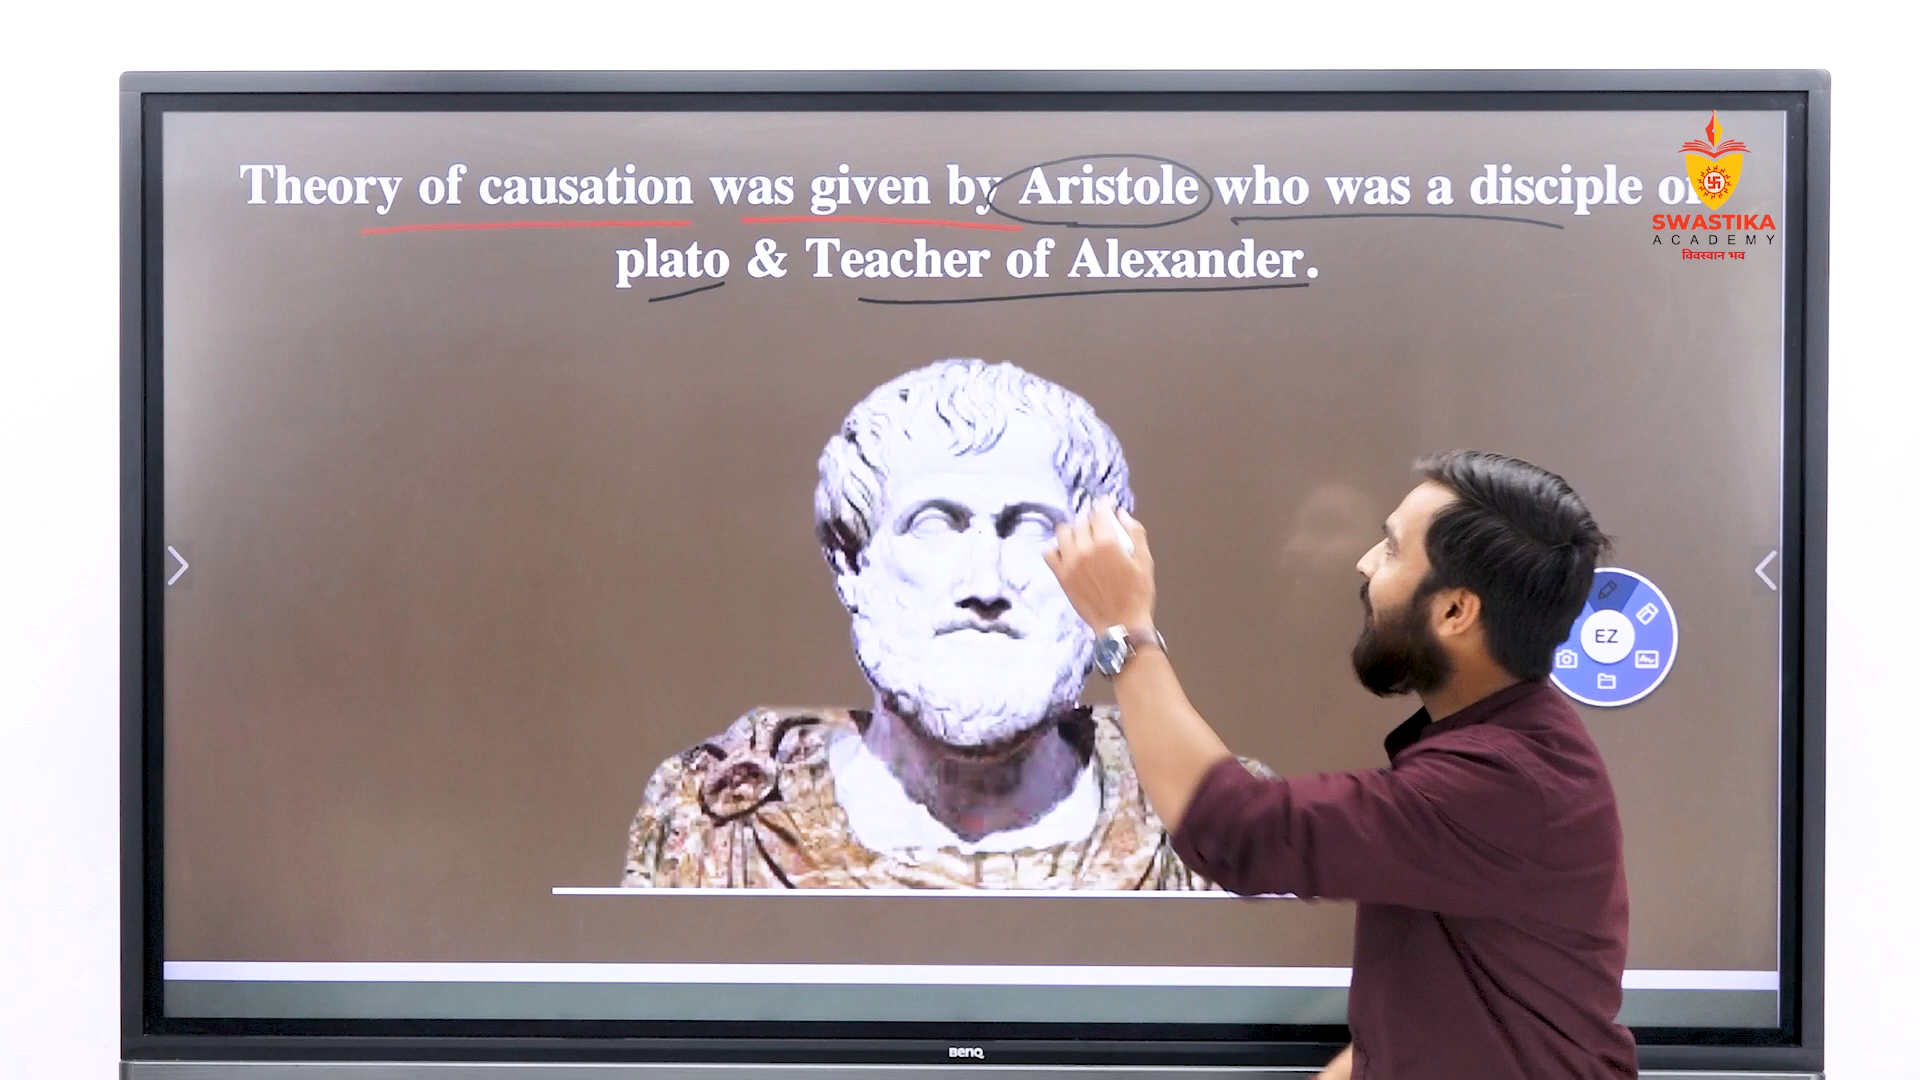 Theory of causation was given by Aristole who was a disciple of
plato & Teacher of Alexander.
SWASTIKA
ACADEMY
विवस्वान भव
EZ
BenQ